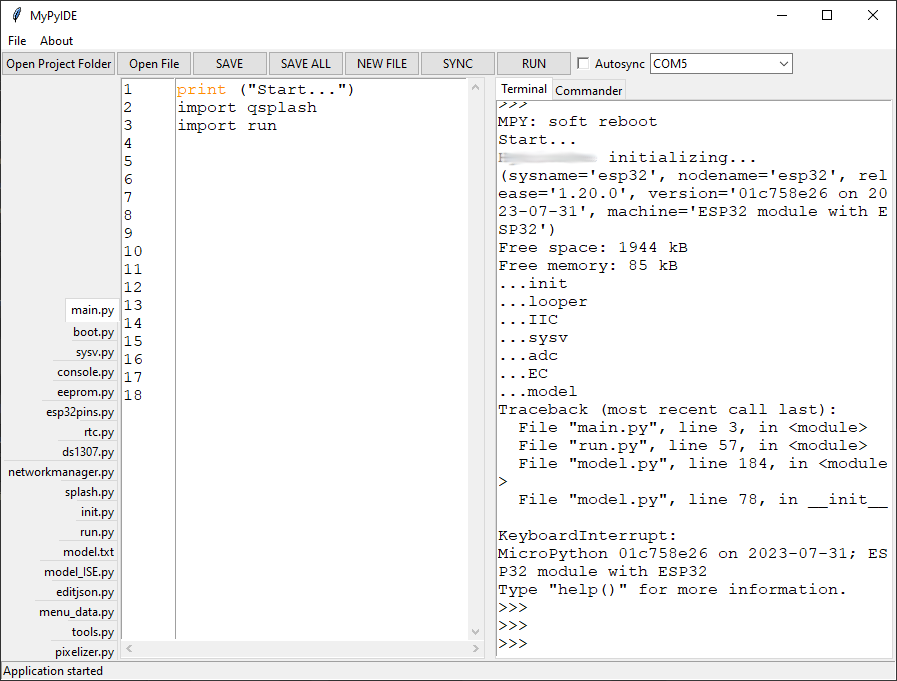 MyPyIDE
File About
Open Project Folder Open File SAVE SAVE ALL NEW FILE SYNC RUN Autosync COM5
main.py
boot.py
sysv.py
console.py
eeprom.py
esp32pins.py
rtc.py
ds1307.py
networkmanager.py
splash.py
init.py
run.py
model.txt
model_ISE.py
editjson.py
menu_data.py
tools.py
pixelizer.py
1 print ("Start...")
2 import qsplash
3 import run
4
5
6
7
8
9
10
11
12
13
14
15
16
17
18
Terminal Commander
>>>
MPY: soft reboot
Start...
initializing...
(sysname='esp32', nodename='esp32', rel
ease='1.20.0', version='01c758e26 on 20
23-07-31', machine='ESP32 module with E
SP32')
Free space: 1944 kB
Free memory: 85 kB
...init
...looper
...IIC
...sysv
...adc
...EC
...model
Traceback (most recent call last):
File "main.py", line 3, in <module>
File "run.py", line 57, in <module>
File "model.py", line 184, in <module
>
File "model.py", line 78, in __init__
KeyboardInterrupt:
MicroPython 01c758e26 on 2023-07-31; ES
P32 module with ESP32
Type "help()" for more information.
>>>
>>>
>>>
Application started